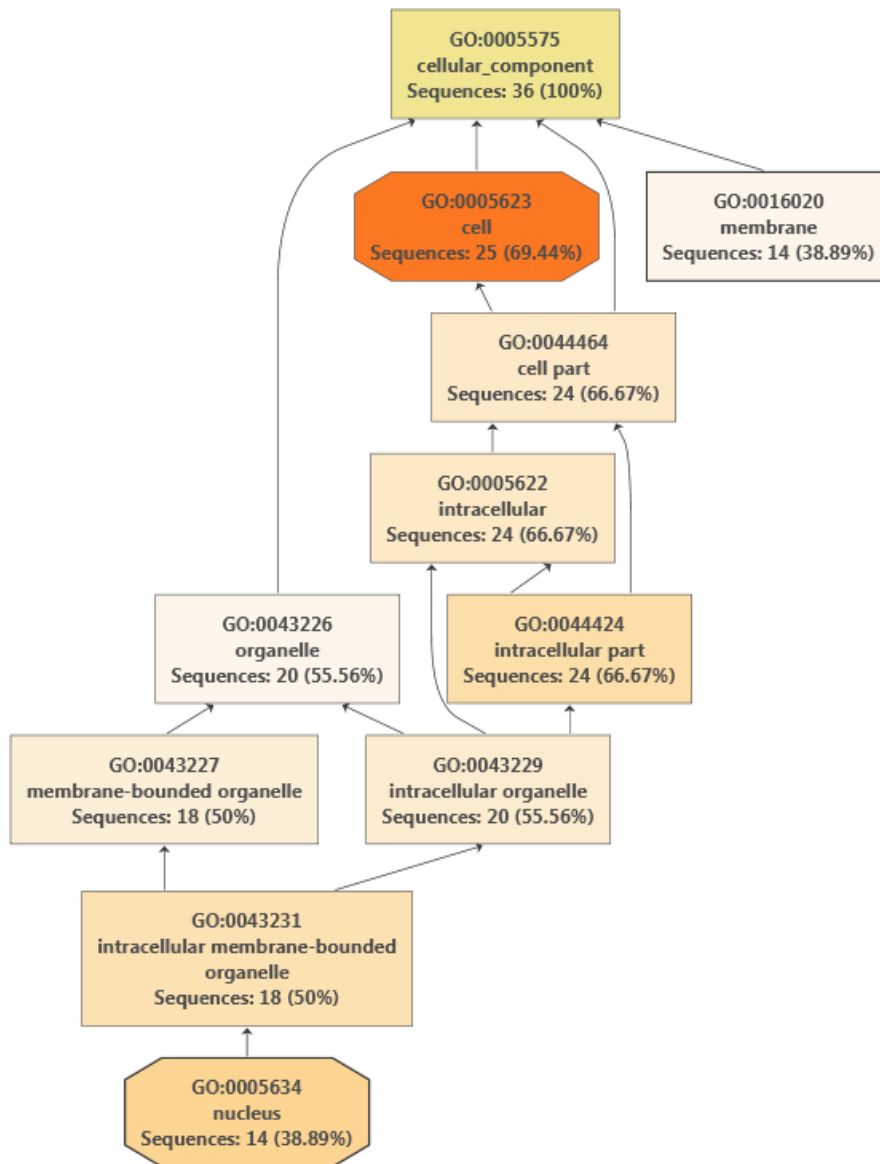 GO:0005575
cellular_component
Sequences: 36 (100%)
GO:0005623
cell
Sequences: 25 (69.44%)
GO:0016020
membrane
Sequences: 14 (38.89%)
GO:0044464
cell part
Sequences: 24 (66.67%)
GO:0005622
intracellular
Sequences: 24 (66.67%)
GO:0043226
organelle
Sequences: 20 (55.56%)
GO:0044424
intracellular part
Sequences: 24 (66.67%)
GO:0043227
membrane-bounded organelle
Sequences: 18 (50%)
GO:0043229
intracellular organelle
Sequences: 20 (55.56%)
GO:0043231
intracellular membrane-bounded
organelle
Sequences: 18 (50%)
GO:0005634
nucleus
Sequences: 14 (38.89%)